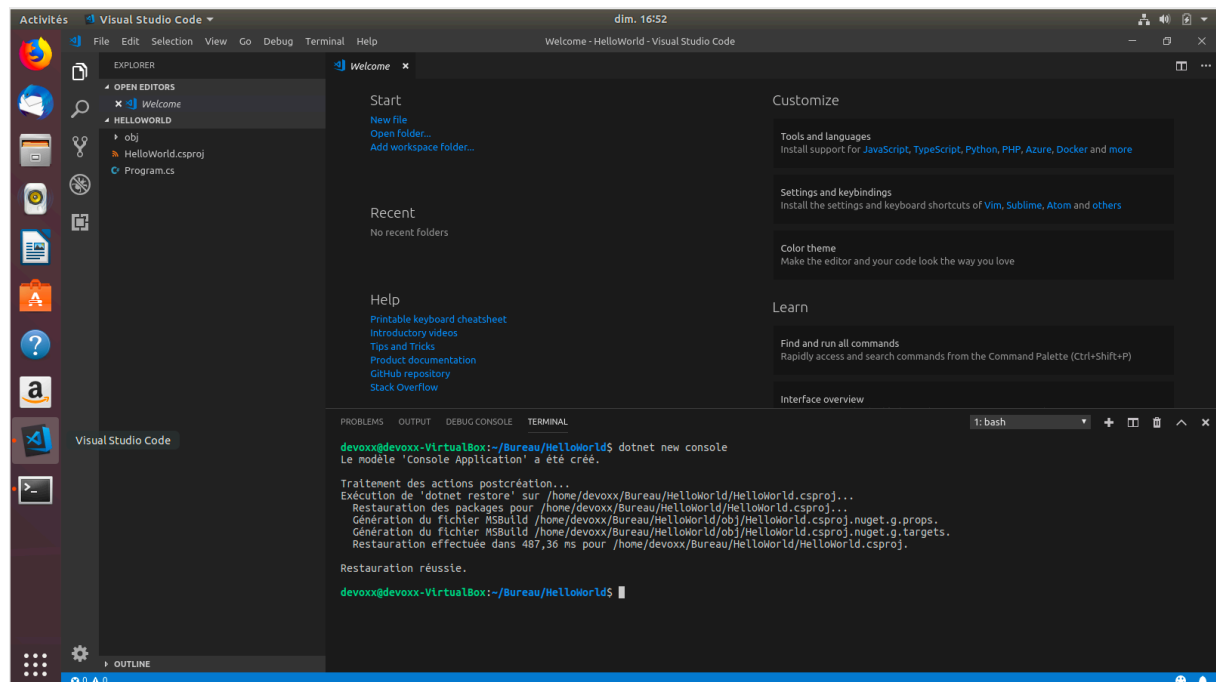 Activités Visual Studio Code dim. 16:52
File Edit Selection View Go Debug Terminal Help Welcome - HelloWorld - Visual Studio Code
EXPLORER
OPEN EDITORS
Welcome
HELLOWORLD
obj
HelloWorld.csproj
Program.cs
OUTLINE
Visual Studio Code
Welcome
Start
New file
Open folder...
Add workspace folder...
Recent
No recent folders
Help
Printable keyboard cheatsheet
Introductory videos
Tips and Tricks
Product documentation
GitHub repository
Stack Overflow
Customize
Tools and languages
Install support for JavaScript, TypeScript, Python, PHP, Azure, Docker and more
Settings and keybindings
Install the settings and keyboard shortcuts of Vim, Sublime, Atom and others
Color theme
Make the editor and your code look the way you love
Learn
Find and run all commands
Rapidly access and search commands from the Command Palette (Ctrl+Shift+P)
Interface overview
PROBLEMS OUTPUT DEBUG CONSOLE TERMINAL 1: bash
devoxx@devoxx-VirtualBox:~/Bureau/HelloWorld$ dotnet new console
Le modèle 'Console Application' a été créé.
Traitement des actions postcréation...
Exécution de 'dotnet restore' sur /home/devoxx/Bureau/HelloWorld/HelloWorld.csproj...
Restauration des packages pour /home/devoxx/Bureau/HelloWorld/HelloWorld.csproj...
Génération du fichier MSBuild /home/devoxx/Bureau/HelloWorld/obj/HelloWorld.csproj.nuget.g.props.
Génération du fichier MSBuild /home/devoxx/Bureau/HelloWorld/obj/HelloWorld.csproj.nuget.g.targets.
Restauration effectuée dans 487,36 ms pour /home/devoxx/Bureau/HelloWorld/HelloWorld.csproj.
Restauration réussie.
devoxx@devoxx-VirtualBox:~/Bureau/HelloWorld$
0 0